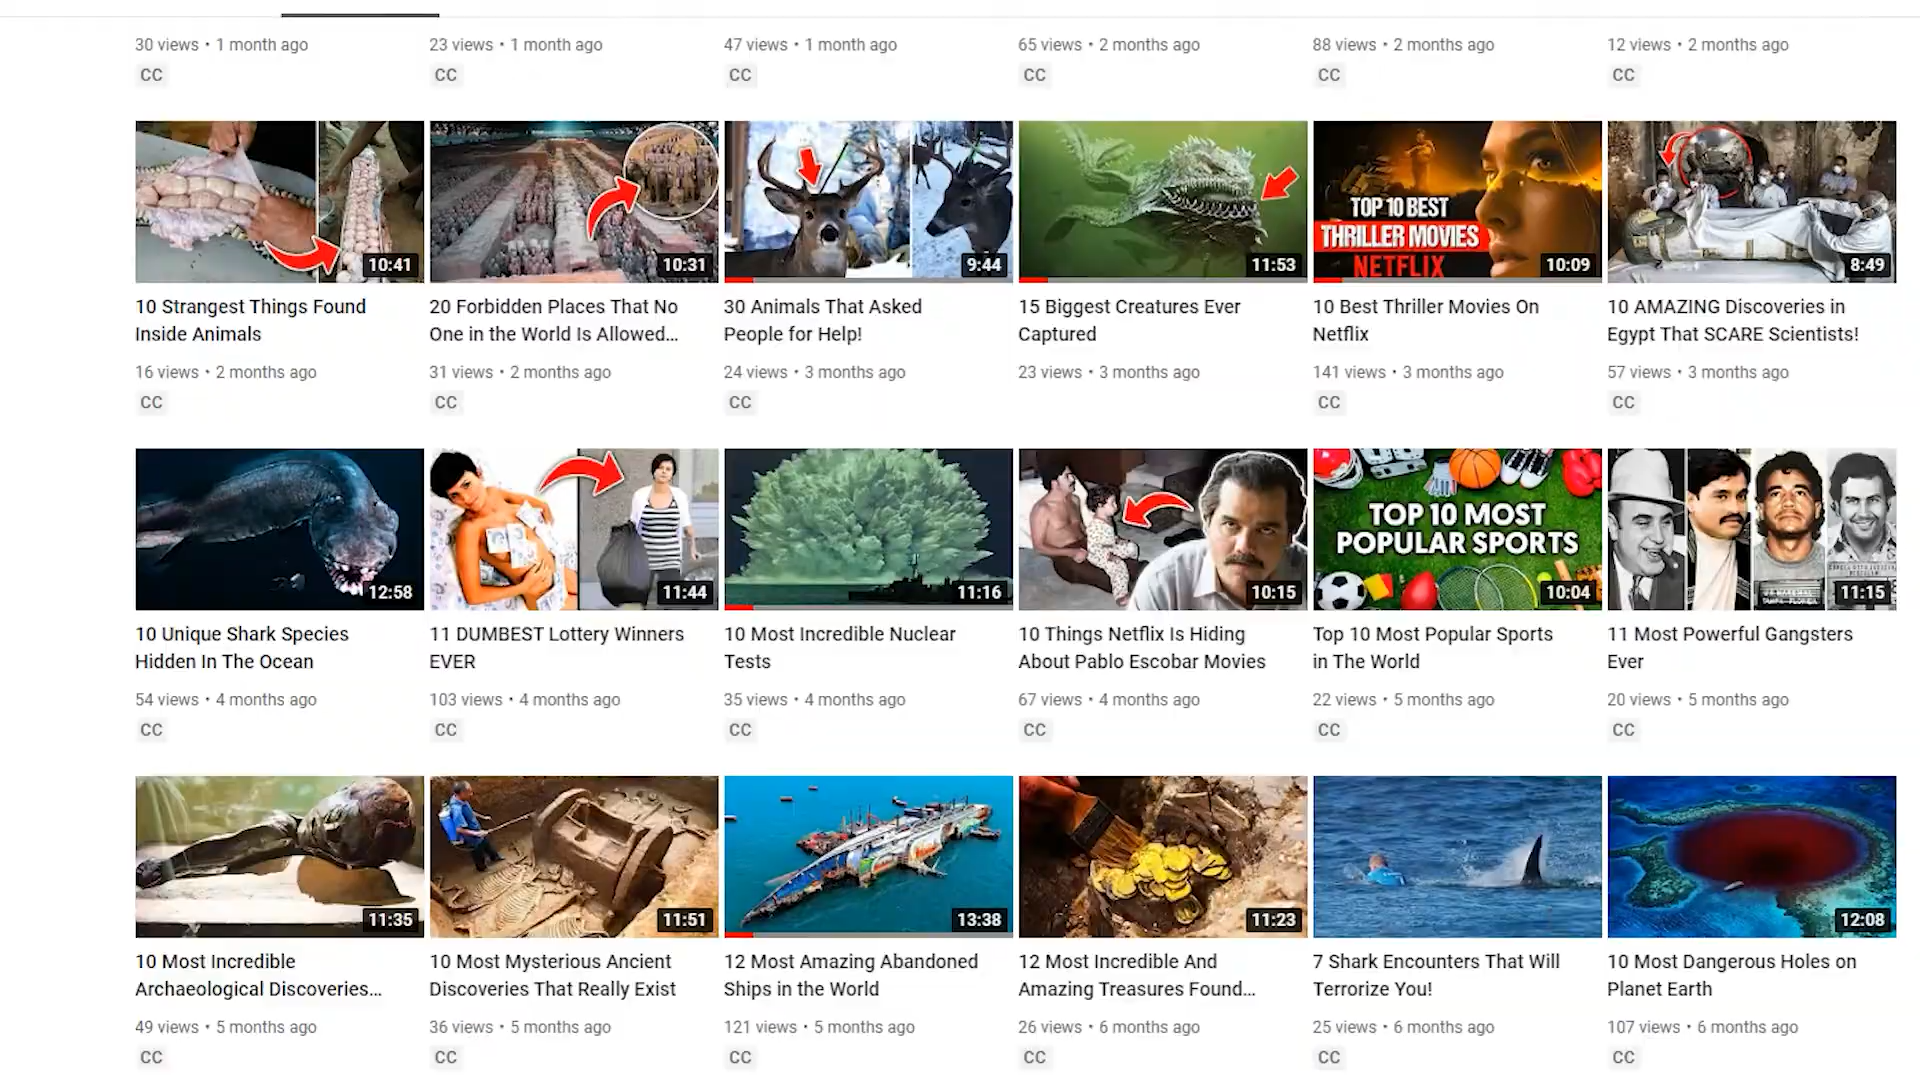 30 views • 1 month ago
23 views • 1 month ago
47 views • 1 month ago
65 views • 2 months ago
88 views • 2 months ago
12 views • 2 months ago
CC
CC
CC
CC
CC
CC
10:41
10:31
9:44
11:53
TOP 10 BEST
THRILLER MOVIES
NETFLIX
10:09
8:49
10 Strangest Things Found
Inside Animals
20 Forbidden Places That No
One in the World Is Allowed...
30 Animals That Asked
People for Help!
15 Biggest Creatures Ever
Captured
10 Best Thriller Movies On
Netflix
10 AMAZING Discoveries in
Egypt That SCARE Scientists!
16 views • 2 months ago
31 views • 2 months ago
24 views • 3 months ago
23 views • 3 months ago
141 views • 3 months ago
57 views • 3 months ago
CC
CC
CC
CC
CC
12:58
11:44
11:16
10:15
TOP 10 MOST
POPULAR SPORTS
10:04
11:15
10 Unique Shark Species
Hidden In The Ocean
11 DUMBEST Lottery Winners
EVER
10 Most Incredible Nuclear
Tests
10 Things Netflix Is Hiding
About Pablo Escobar Movies
Top 10 Most Popular Sports
in The World
11 Most Powerful Gangsters
Ever
54 views • 4 months ago
103 views • 4 months ago
35 views • 4 months ago
67 views • 4 months ago
22 views • 5 months ago
20 views • 5 months ago
CC
CC
CC
CC
CC
CC
11:35
11:51
13:38
11:23
12:08
10 Most Incredible
Archaeological Discoveries...
10 Most Mysterious Ancient
Discoveries That Really Exist
12 Most Amazing Abandoned
Ships in the World
12 Most Incredible And
Amazing Treasures Found...
7 Shark Encounters That Will
Terrorize You!
10 Most Dangerous Holes on
Planet Earth
49 views • 5 months ago
36 views • 5 months ago
121 views • 5 months ago
26 views • 6 months ago
25 views • 6 months ago
107 views • 6 months ago
CC
CC
CC
CC
CC
CC